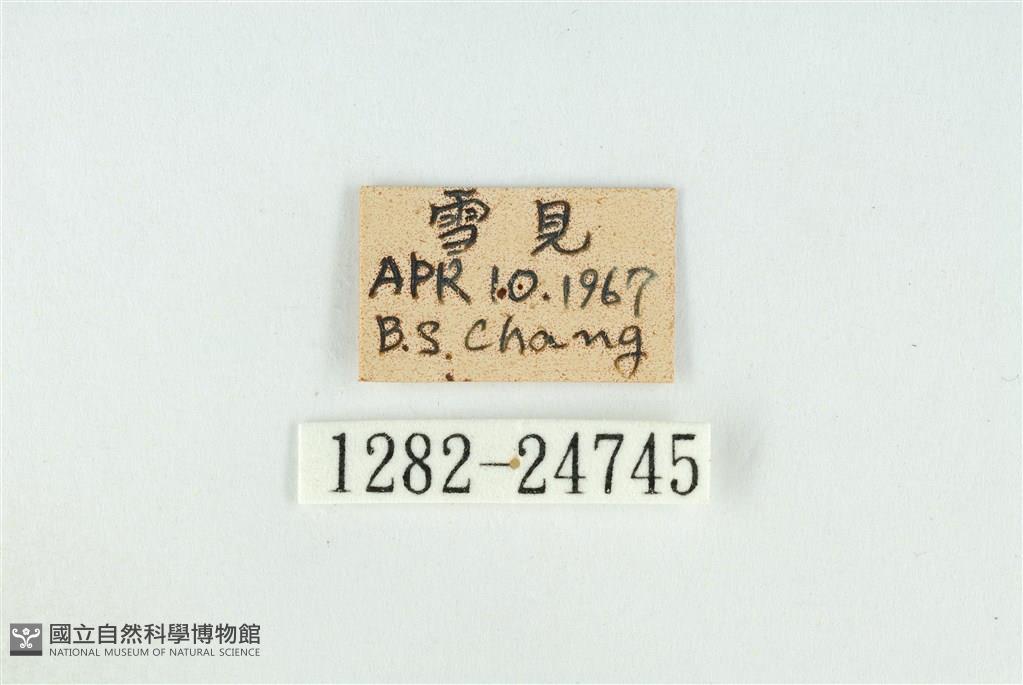 雪見
APR 10.1967
B.S. Chang
1282-24745
國立自然科學博物館
NATIONAL MUSEUM OF NATURAL SCIENCE